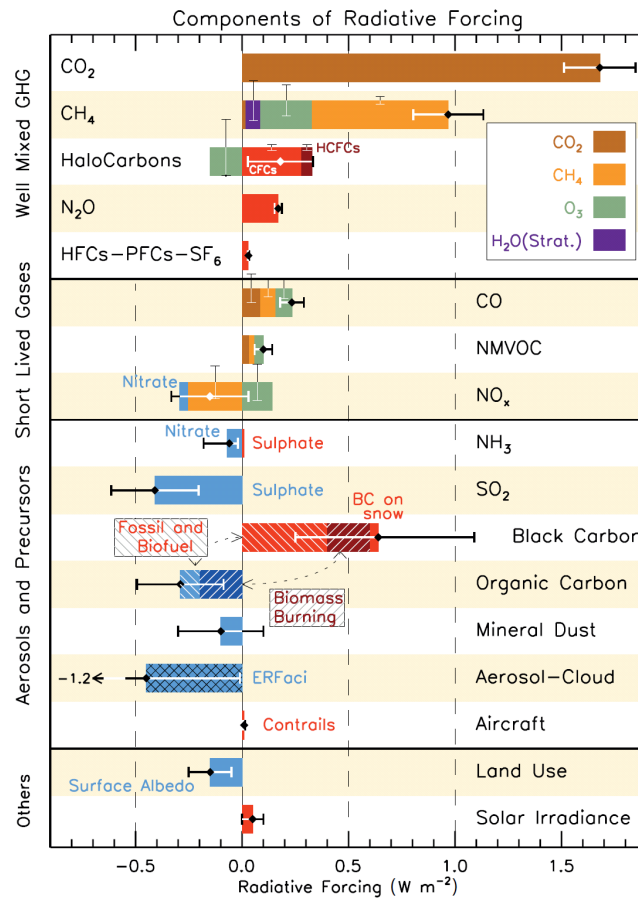 Components of Radiative Forcing
Well Mixed GHG
CO2
CH4
HaloCarbons
HCFCs
CFCs
N2O
HFCs-PFCs-SF6
CO2
CH4
O3
H2O(Strat.)
Short Lived Gases
CO
NMVOC
Nitrate
NOx
Aerosols and Precursors
Nitrate
Sulphate
NH3
Sulphate
SO2
BC on
snow
Fossil and
Biofuel
Black Carbon
Organic Carbon
Biomass
Burning
Mineral Dust
-1.2
ERFaci
Aerosol-Cloud
Contrails
Aircraft
Others
Land Use
Surface Albedo
Solar Irradiance
-0.5 0.0 0.5 1.0 1.5
Radiative Forcing (W m-2)